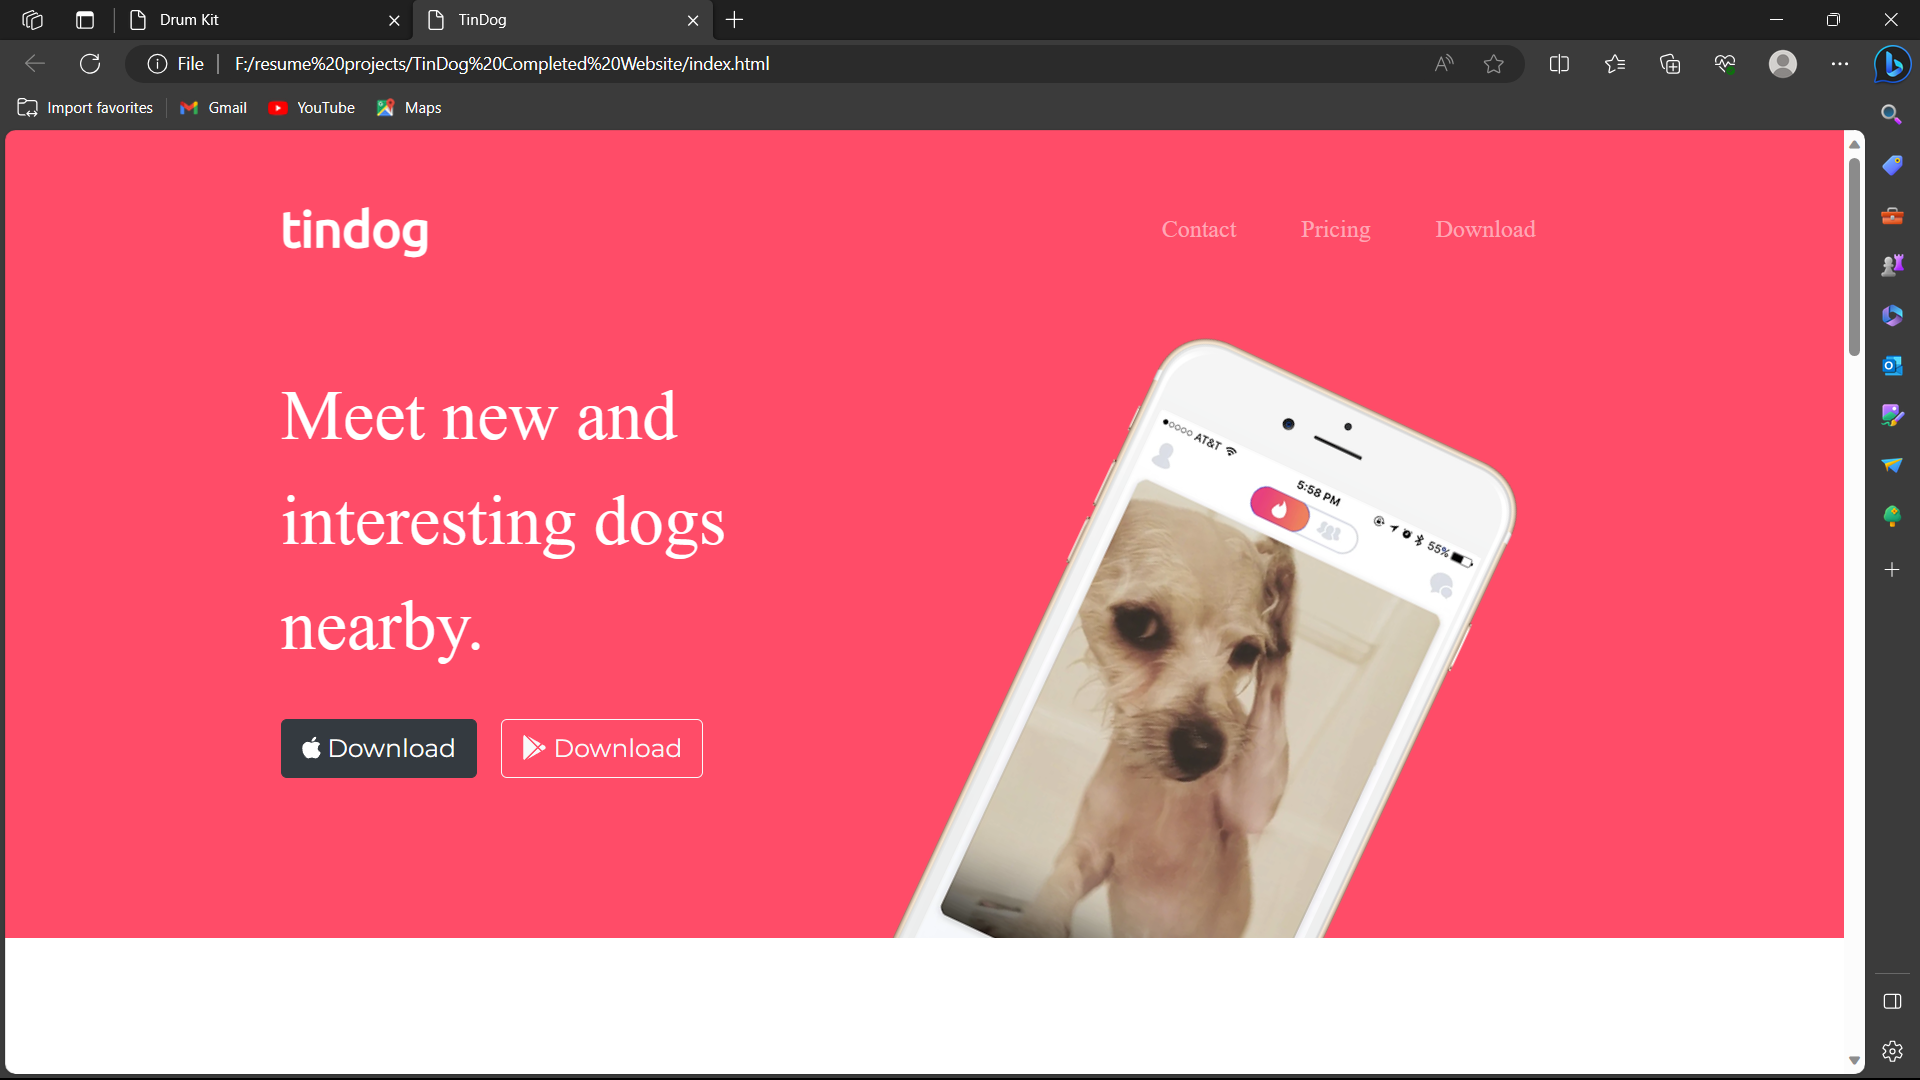 Drum Kit
TinDog
File
F:/resume%20projects/TinDog%20Completed%20Website/index.html
Import favorites
Gmail
YouTube
Maps
tindog
Contact
Pricing
Download
Meet new and
interesting dogs
nearby.
Download
Download
AT&T
5:58 PM
55%